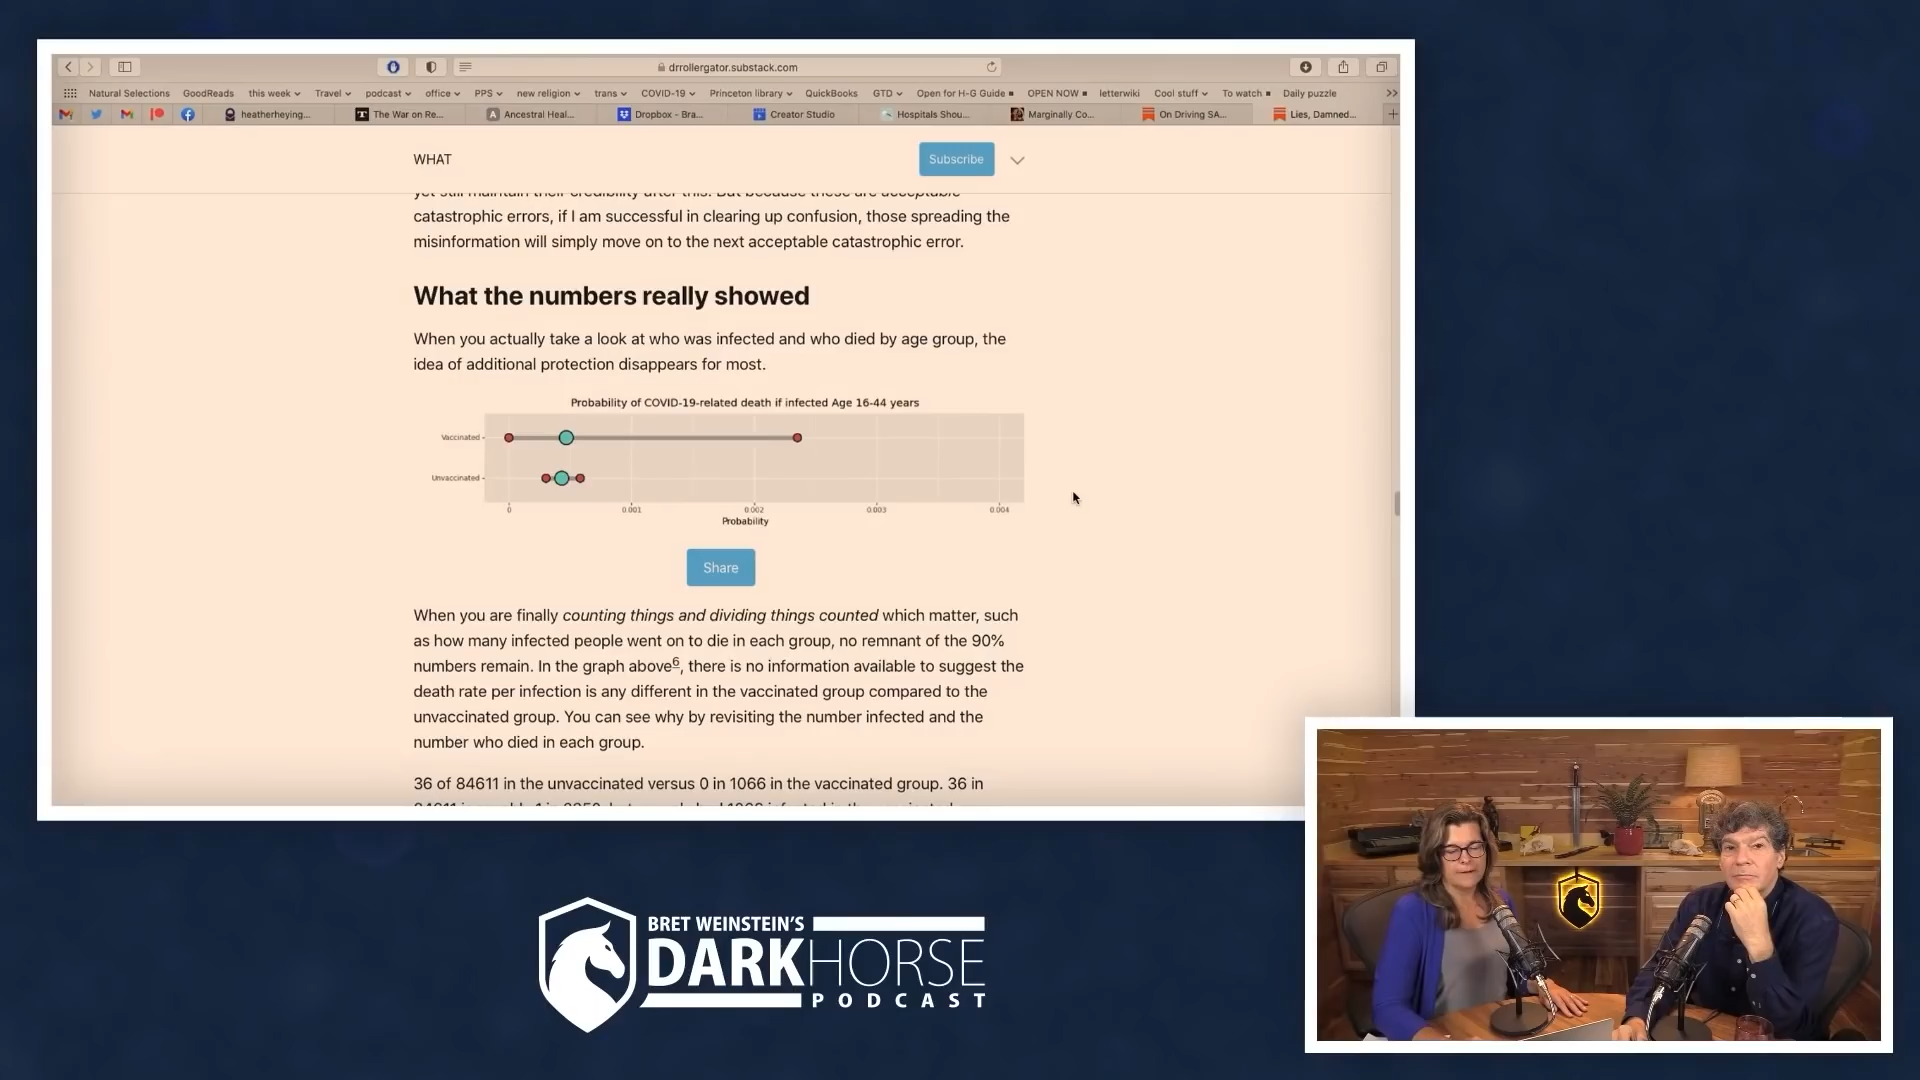 drrollergator.substack.com
Natural Selections GoodReads this week Travel podcast office PPS new religion trans COVID-19 Princeton library QuickBooks GTD Open for H-G Guide OPEN NOW letterwiki Cool stuff To watch Daily puzzle
heatherheying... The War on Re... Ancestral Heal... Dropbox - Bra... Creator Studio Hospitals Shou... Marginally Co... On Driving SA... Lies, Damned...
WHAT
Subscribe
yet still maintain their credibility after this. But because these are acceptable
catastrophic errors, if I am successful in clearing up confusion, those spreading the
misinformation will simply move on to the next acceptable catastrophic error.
What the numbers really showed
When you actually take a look at who was infected and who died by age group, the
idea of additional protection disappears for most.
Probability of COVID-19-related death if infected Age 16-44 years
Vaccinated
Unvaccinated
0 0.001 0.002 0.003 0.004
Probability
Share
When you are finally counting things and dividing things counted which matter, such
as how many infected people went on to die in each group, no remnant of the 90%
numbers remain. In the graph above6, there is no information available to suggest the
death rate per infection is any different in the vaccinated group compared to the
unvaccinated group. You can see why by revisiting the number infected and the
number who died in each group.
36 of 84611 in the unvaccinated versus 0 in 1066 in the vaccinated group. 36 in
BRET WEINSTEIN'S
DARKHORSE
PODCAST